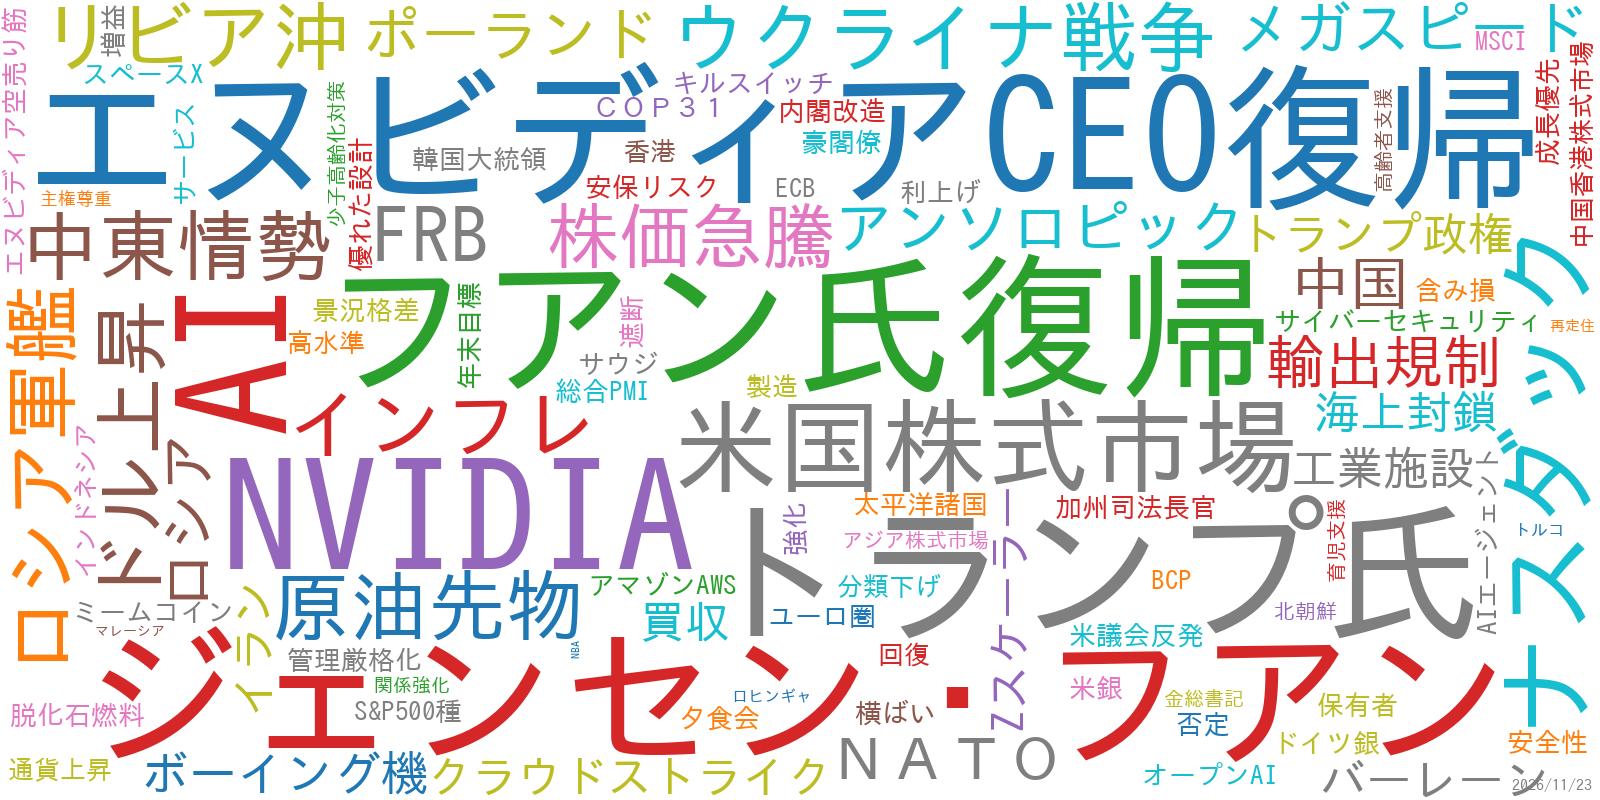 リビア沖
ポーランド
ウクライナ戦争
メガスピード
MSCI
増益
エヌビディア空売り筋
スペースX
キルスイッチ
COP31
内閣改造
豪閣僚
エヌビディアCEO復帰
サービス
少子高齢化対策
優れた設計
韓国大統領
香港
安保リスク
ECB
利上げ
高齢者支援
成長優先
中国香港株式市場
主権尊重
中東情勢
FRB
株価急騰
アンソロピック
トランプ政権
フアン氏復帰
中国
含み損
サイバーセキュリティ
再定住
ロシア軍艦
ドル上昇
AI
景況格差
高水準
年末目標
遮断
サウジ
総合PMI
製造
輸出規制
海上封鎖
ナスダック
インフレ
米国株式市場
工業施設
インドネシア
ロシア
NVIDIA
強化
太平洋諸国
アジア株式市場
加州司法長官
育児支援
AIエージェント
トルコ
トランプ氏
Zスケーラー
原油先物
アマゾンAWS
買収
分類下げ
ユーロ圏
BCP
北朝鮮
ミームコイン
マレーシア
イラン
米議会反発
NBA
回復
管理厳格化
関係強化
S&P500種
ジェンセン・フアン
ロヒンギャ
夕食会
横ばい
米銀
金総書記
否定
保有者
ドイツ銀
安全性
脱化石燃料
通貨上昇
ボーイング機
クラウドストライク
NATO
オープンAI
バーレーン
2026/11/23